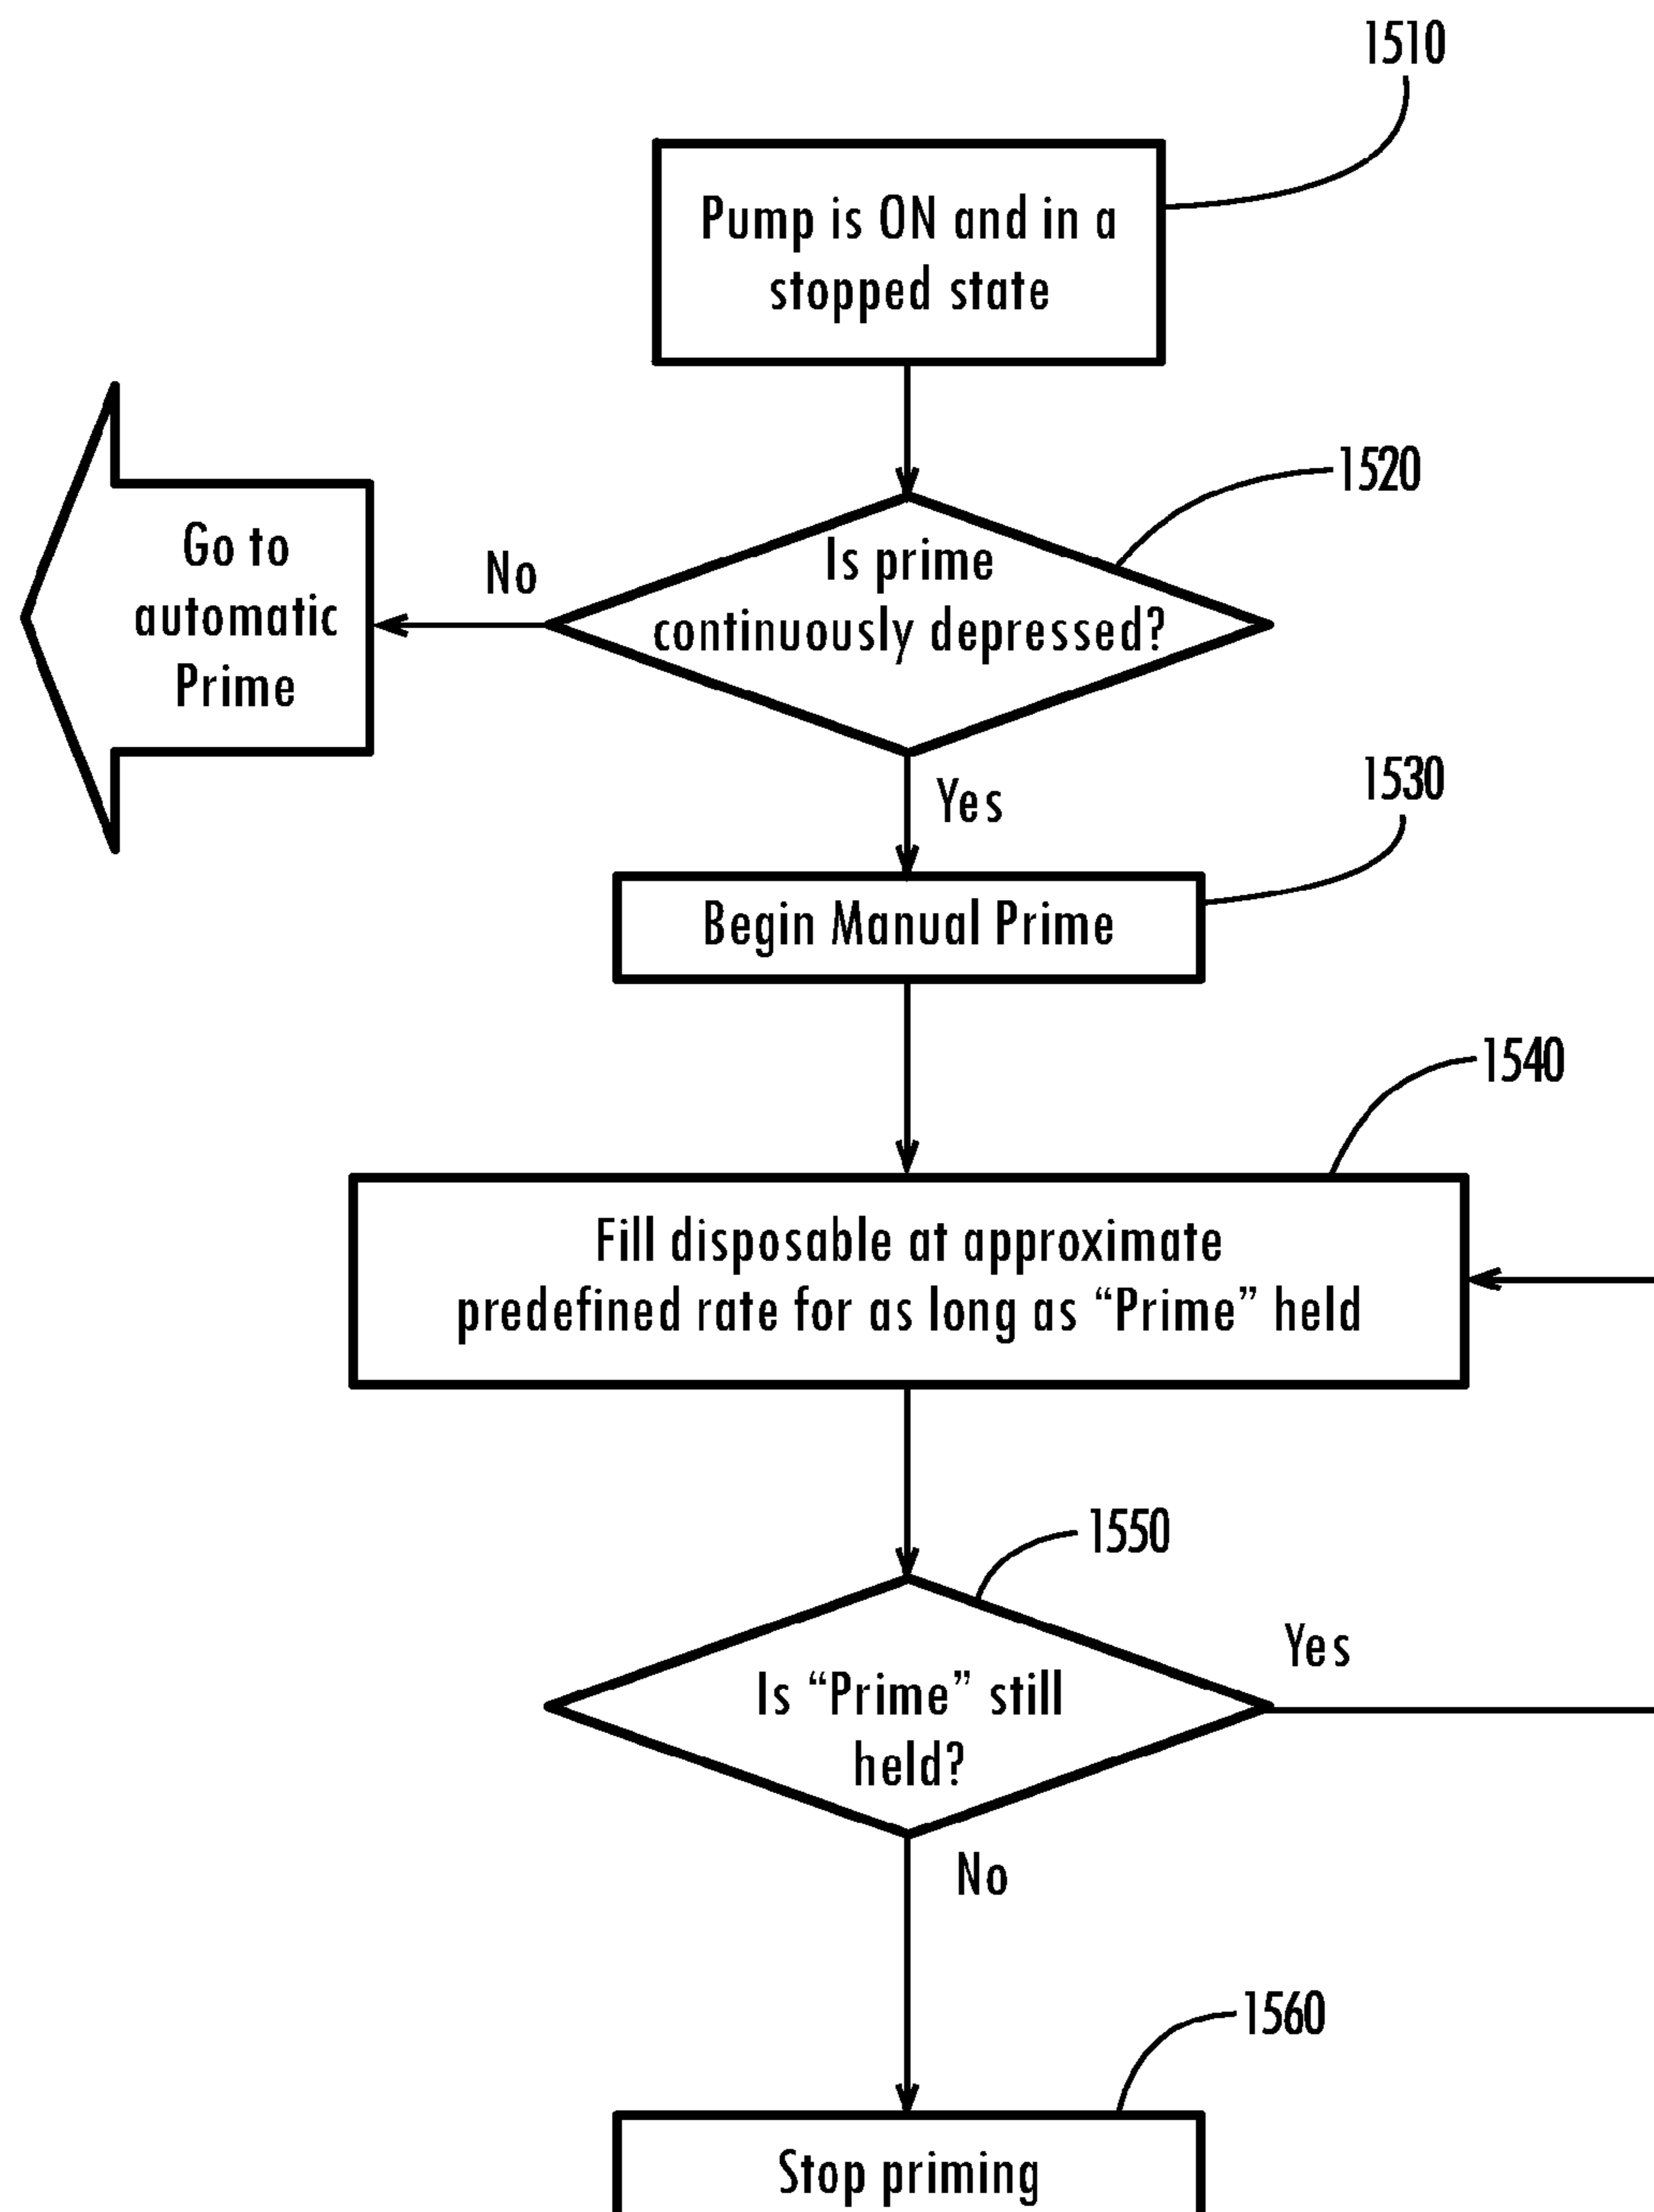 1510
Pump is ON and in a
stopped state
1520
Is prime
continuously depressed?
No
Go to
automatic
Prime
Yes
1530
Begin Manual Prime
1540
Fill disposable at approximate
predefined rate for as long as “Prime” held
1550
Is “Prime” still
held?
Yes
No
1560
Stop priming